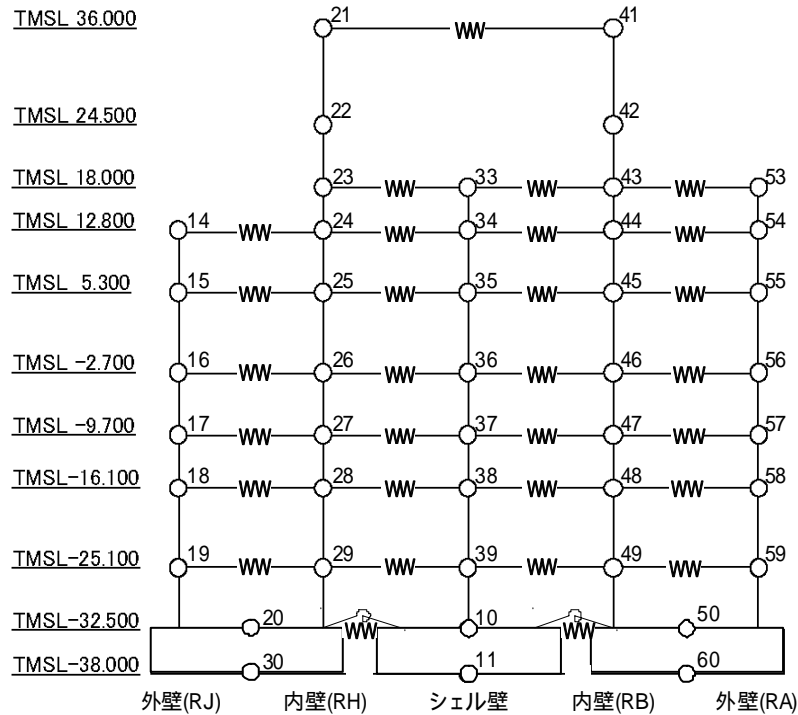 TMSL 36.000 21 41
TMSL 24.500 22 42
TMSL 18.000 23 33 43 53
TMSL 12.800 14 24 34 44 54
TMSL 5.300 15 25 35 45 55
TMSL -2.700 16 26 36 46 56
TMSL -9.700 17 27 37 47 57
TMSL-16.100 18 28 38 48 58
TMSL-25.100 19 29 39 49 59
TMSL-32.500 20 10 50
TMSL-38.000 30 11 60
外壁(RJ) 内壁(RH) シェル壁 内壁(RB) 外壁(RA)